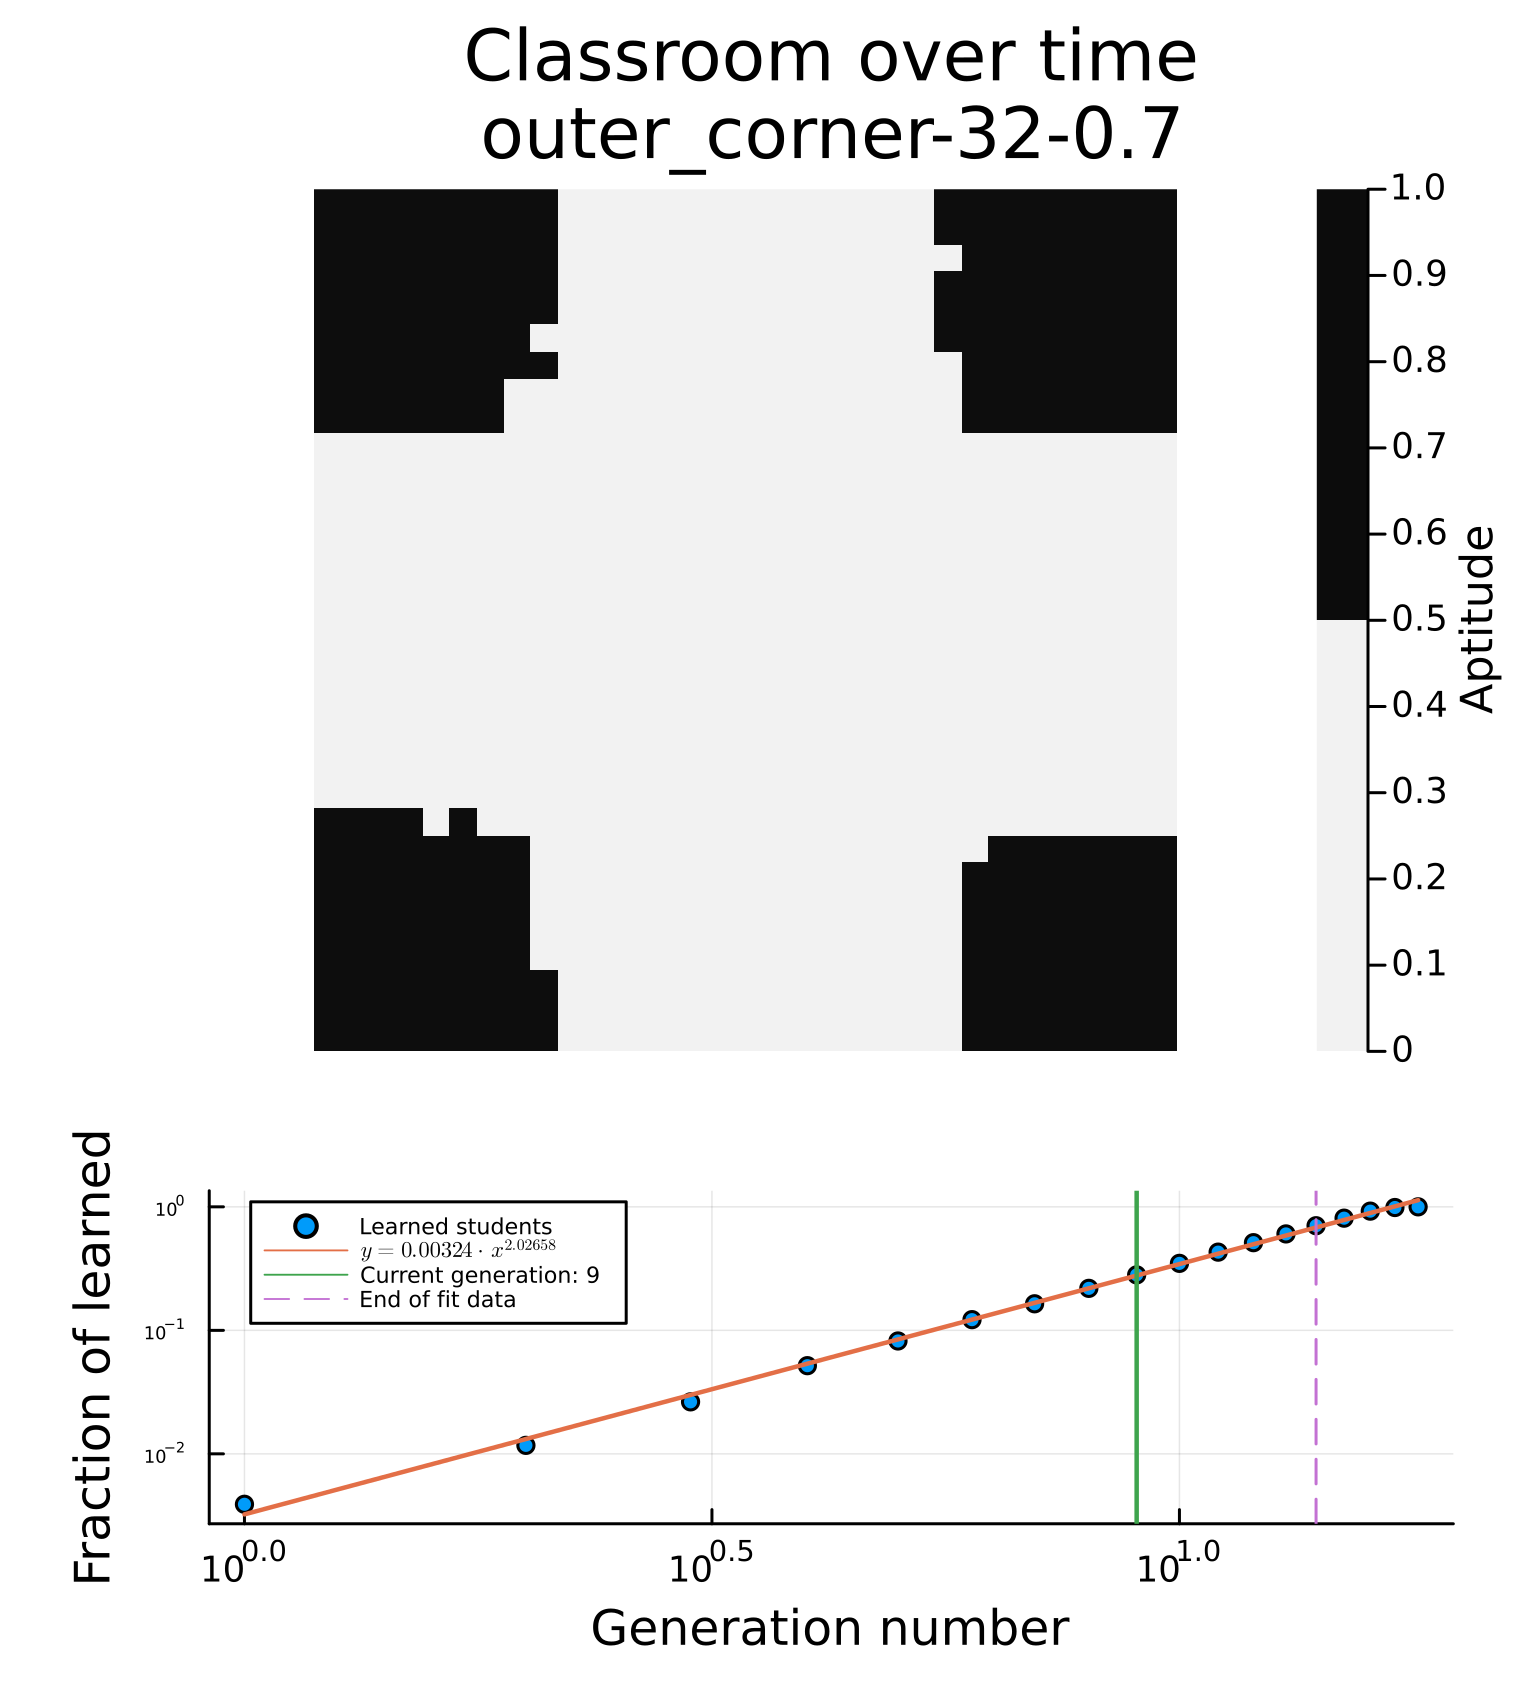 Classroom over time
outer_corner-32-0.7
1.0
0.9
0.8
0.7
0.6
0.5
0.4
0.3
0.2
0.1
0
Aptitude
Fraction of learned
10⁰
10⁻¹
10⁻²
Learned students
y = 0.00324 · x^2.02658
Current generation: 9
End of fit data
10^0.0
10^0.5
10^1.0
Generation number